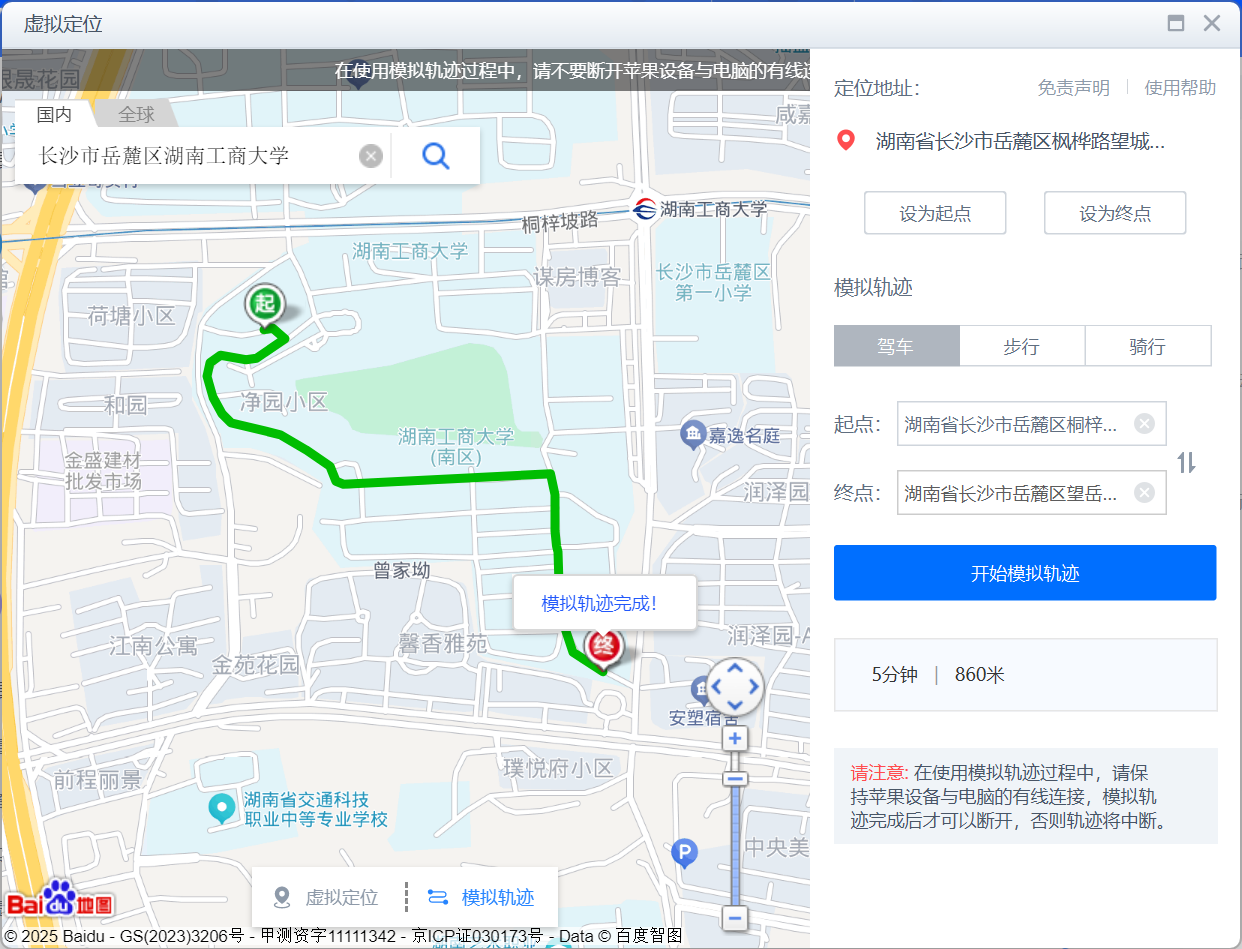 虚拟定位
在使用模拟轨迹过程中，请不要断开苹果设备与电脑的有线连
国内
全球
长沙市岳麓区湖南工商大学
湖南工商大学
桐梓坡路
湖南工商大学
谋房博客
长沙市岳麓区
第一小学
荷塘小区
起
净园小区
和园
湖南工商大学
(南区)
嘉逸名庭
金盛建材
批发市场
润泽园
曾家坳
模拟轨迹完成！
终
江南公寓
馨香雅苑
金苑花园
润泽园-A
安塑宿舍
前程丽景
璞悦府小区
湖南省交通科技
职业中等专业学校
P
中央美
虚拟定位
模拟轨迹
Bai du 地图
© 2025 Baidu - GS(2023)3206号 - 甲测资字11111342 - 京ICP证030173号 - Data © 百度智图
定位地址：
免责声明
使用帮助
湖南省长沙市岳麓区枫桦路望城...
设为起点
设为终点
模拟轨迹
驾车
步行
骑行
起点：
湖南省长沙市岳麓区桐梓...
终点：
湖南省长沙市岳麓区望岳...
开始模拟轨迹
5分钟 | 860米
请注意: 在使用模拟轨迹过程中，请保
持苹果设备与电脑的有线连接，模拟轨
迹完成后才可以断开，否则轨迹将中断。